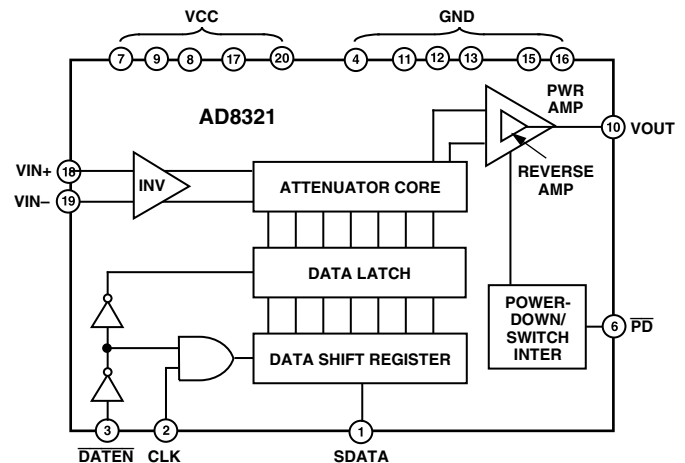 VCC
GND
7 9 8 17 20
4 11 12 13 15 16
AD8321
PWR
AMP
10 VOUT
REVERSE
AMP
VIN+ 18
VIN– 19
INV
ATTENUATOR CORE
DATA LATCH
POWER-
DOWN/
SWITCH
INTER
6 PD
DATA SHIFT REGISTER
3 2 1
DATEN CLK SDATA